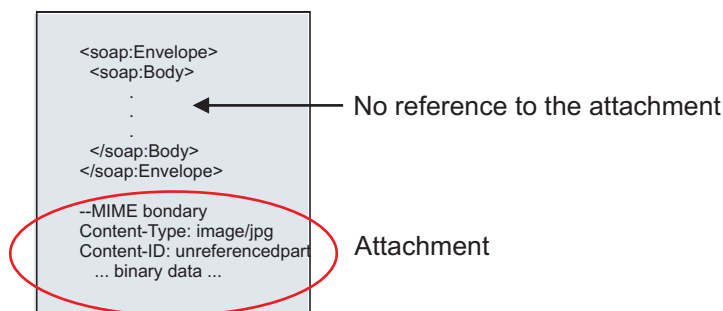 <soap:Envelope>
<soap:Body>
.
.
.
No reference to the attachment
</soap:Body>
</soap:Envelope>
--MIME bondary
Content-Type: image/jpg
Content-ID: unreferencedpart
... binary data ...
Attachment